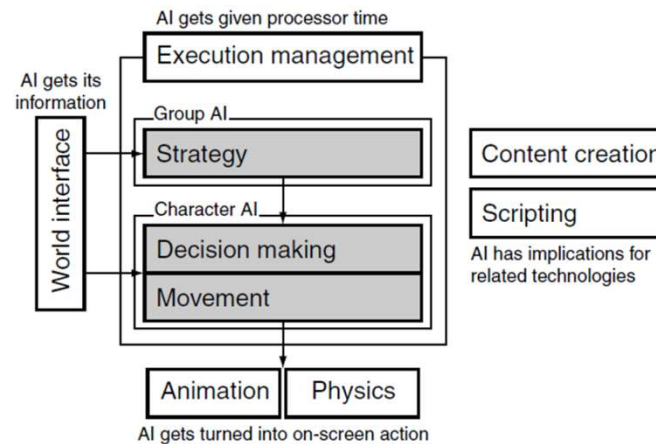 AI gets given processor time
Execution management
AI gets its
information
Group AI
Strategy
World interface
Character AI
Decision making
Movement
Animation
Physics
AI gets turned into on-screen action
Content creation
Scripting
AI has implications for
related technologies